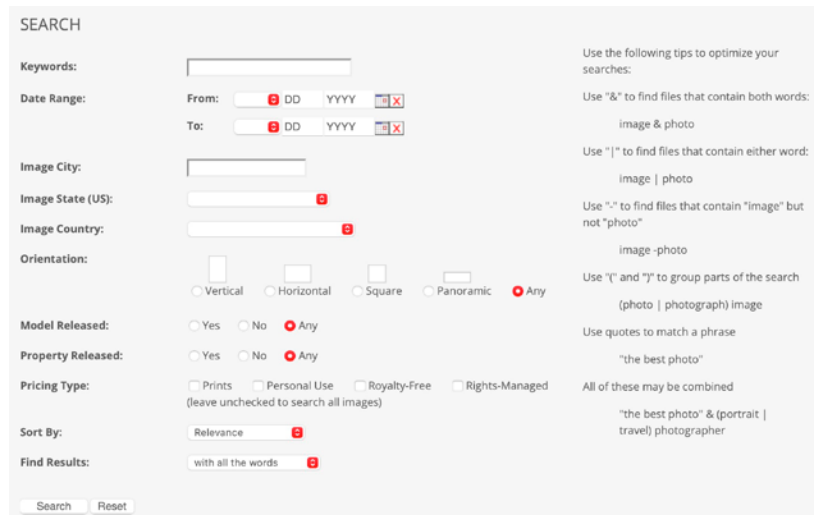 SEARCH
Keywords:
Date Range: From: DD YYYY
To: DD YYYY
Image City:
Image State (US):
Image Country:
Orientation:
Vertical Horizontal Square Panoramic Any
Model Released: Yes No Any
Property Released: Yes No Any
Pricing Type: Prints Personal Use Royalty-Free Rights-Managed
(leave unchecked to search all images)
Sort By: Relevance
Find Results: with all the words
Search Reset
Use the following tips to optimize your
searches:
Use "&" to find files that contain both words:
image & photo
Use "|" to find files that contain either word:
image | photo
Use "-" to find files that contain "image" but
not "photo"
image -photo
Use "(" and ")" to group parts of the search
(photo | photograph) image
Use quotes to match a phrase
"the best photo"
All of these may be combined
"the best photo" & (portrait |
travel) photographer